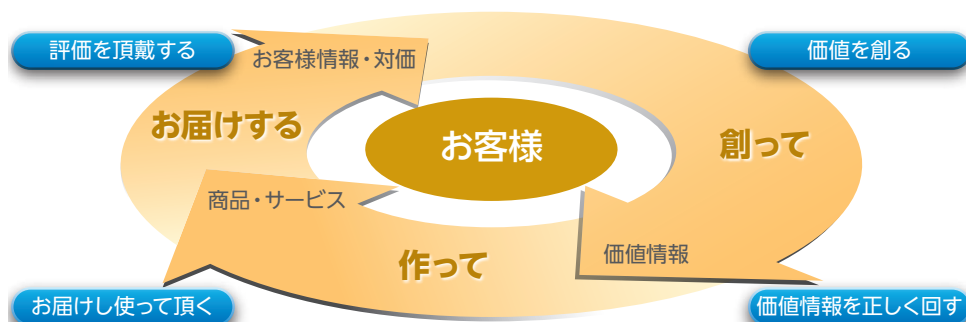 評価を頂戴する
価値を創る
お客様情報・対価
お届けする
お客様
創って
商品・サービス
作って
価値情報
お届けし使って頂く
価値情報を正しく回す